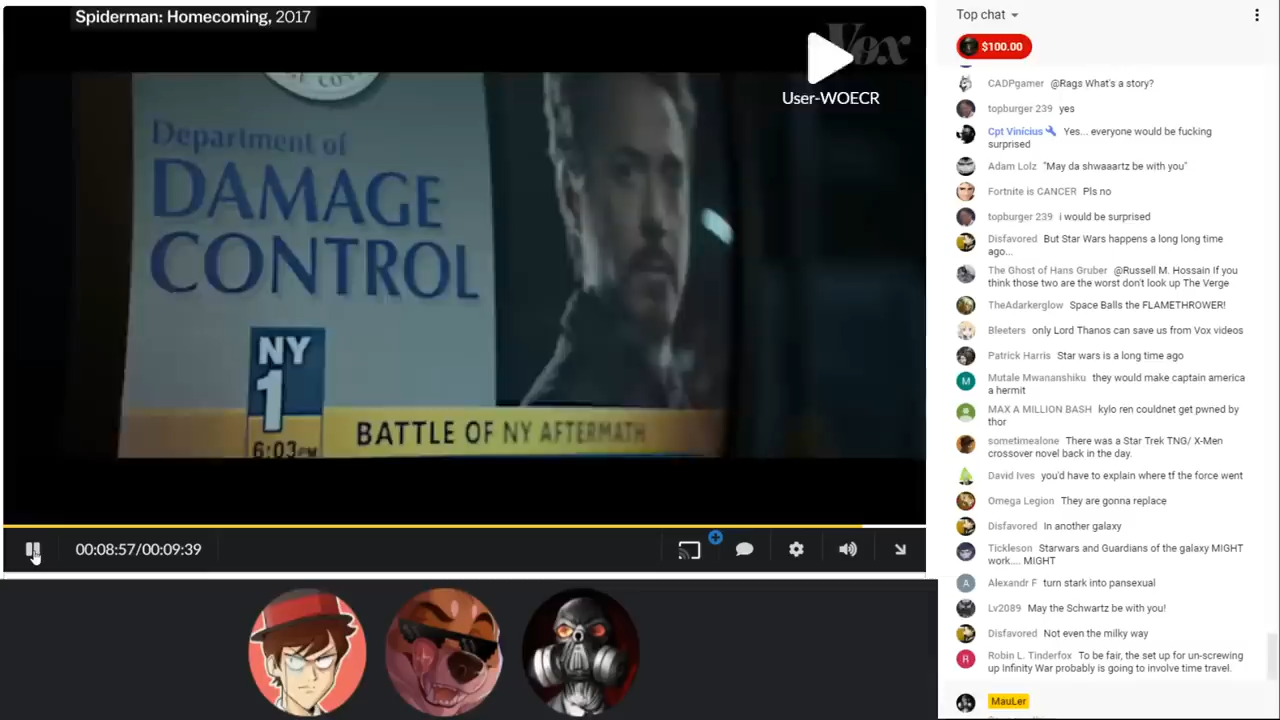 Spiderman: Homecoming, 2017
Vox
User-WOECR
Department of
DAMAGE
CONTROL
NY
1
6:03PM
BATTLE OF NY AFTERMATH
00:08:57/00:09:39
Top chat
$100.00
CADPgamer @Rags What's a story?
topburger 239 yes
Cpt Vinícius Yes... everyone would be fucking
surprised
Adam Lolz "May da shwaaartz be with you"
Fortnite is CANCER Pls no
topburger 239 i would be surprised
Disfavored But Star Wars happens a long long time
ago...
The Ghost of Hans Gruber @Russell M. Hossain If you
think those two are the worst don't look up The Verge
TheAdarkerglow Space Balls the FLAMETHROWER!
Bleeters only Lord Thanos can save us from Vox videos
Patrick Harris Star wars is a long time ago
M
Mutale Mwananshiku they would make captain america
a hermit
MAX A MILLION BASH kylo ren couldnet get pwned by
thor
sometimealone There was a Star Trek TNG/ X-Men
crossover novel back in the day.
David Ives you'd have to explain where tf the force went
Omega Legion They are gonna replace
Disfavored In another galaxy
Tickleson Starwars and Guardians of the galaxy MIGHT
work.... MIGHT
A
Alexandr F turn stark into pansexual
Lv2089 May the Schwartz be with you!
Disfavored Not even the milky way
R
Robin L. Tinderfox To be fair, the set up for un-screwing
up Infinity War probably is going to involve time travel.
MauLer